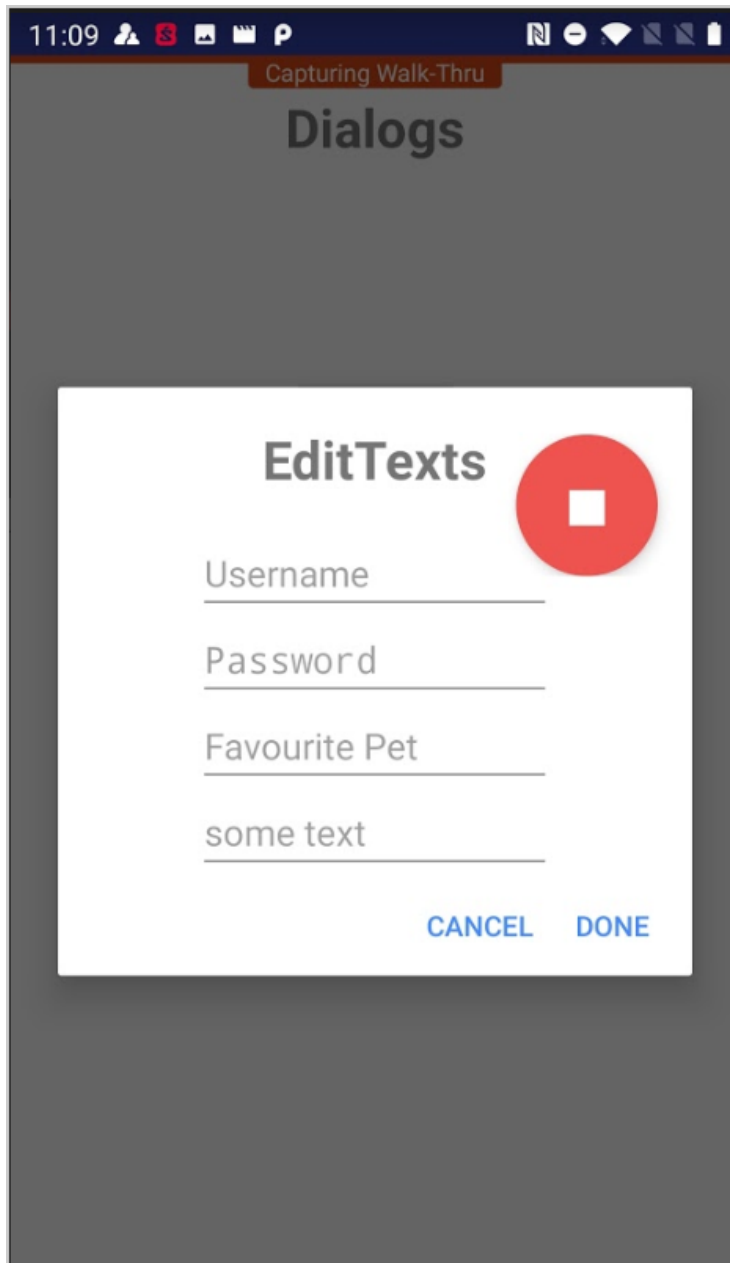 11:09
Capturing Walk-Thru
Dialogs
EditTexts
Username
Password
Favourite Pet
some text
CANCEL DONE